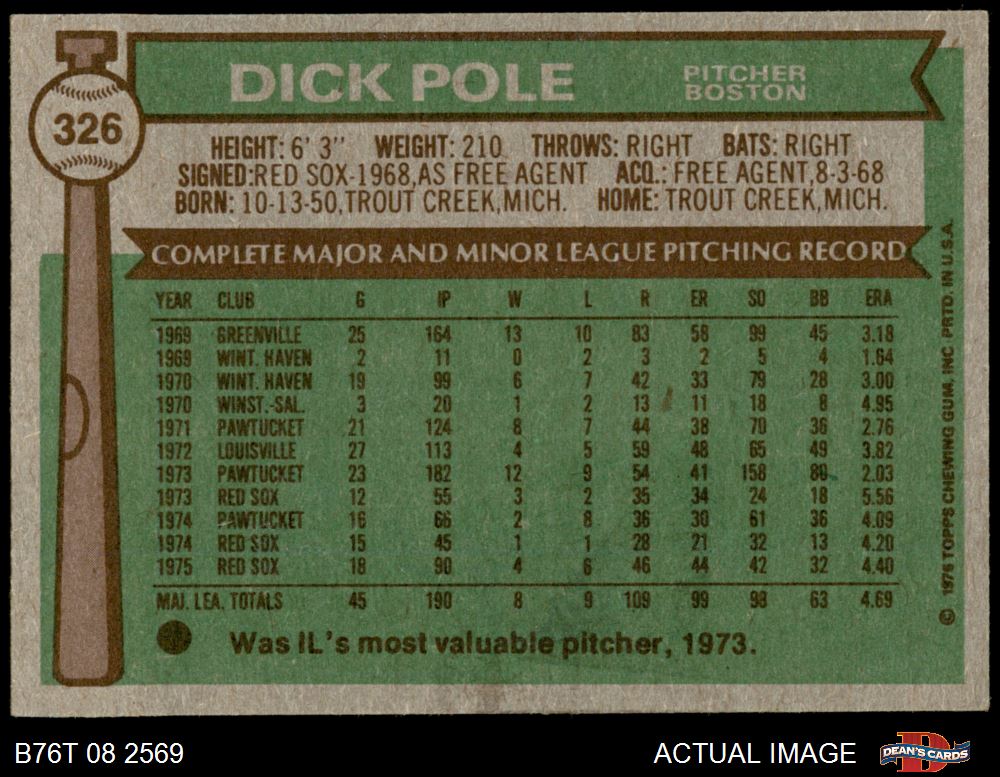 DICK POLE
PITCHER
BOSTON
326
HEIGHT: 6' 3" WEIGHT: 210 THROWS: RIGHT BATS: RIGHT
SIGNED: RED SOX-1968, AS FREE AGENT ACQ.: FREE AGENT, 8-3-68
BORN: 10-13-50, TROUT CREEK, MICH. HOME: TROUT CREEK, MICH.
COMPLETE MAJOR AND MINOR LEAGUE PITCHING RECORD
YEAR CLUB G IP W L R ER SO BB ERA
1969 GREENVILLE 25 164 13 10 83 58 99 45 3.18
1969 WINT. HAVEN 2 11 0 2 3 2 5 4 1.64
1970 WINT. HAVEN 19 99 6 7 42 33 79 28 3.00
1970 WINST.-SAL. 3 20 1 2 13 11 18 8 4.95
1971 PAWTUCKET 21 124 8 7 44 38 70 36 2.76
1972 LOUISVILLE 27 113 4 5 59 48 65 49 3.82
1973 PAWTUCKET 23 182 12 9 54 41 158 80 2.03
1973 RED SOX 12 55 3 2 35 34 24 18 5.56
1974 PAWTUCKET 16 66 2 8 36 30 61 36 4.09
1974 RED SOX 15 45 1 1 28 21 32 13 4.20
1975 RED SOX 18 90 4 6 46 44 42 32 4.40
MAJ. LEA. TOTALS 45 190 8 9 109 99 98 63 4.69
Was IL's most valuable pitcher, 1973.
© 1976 TOPPS CHEWING GUM, INC. PRTD. IN U.S.A.
B76T 08 2569
ACTUAL IMAGE
DEAN'S CARDS